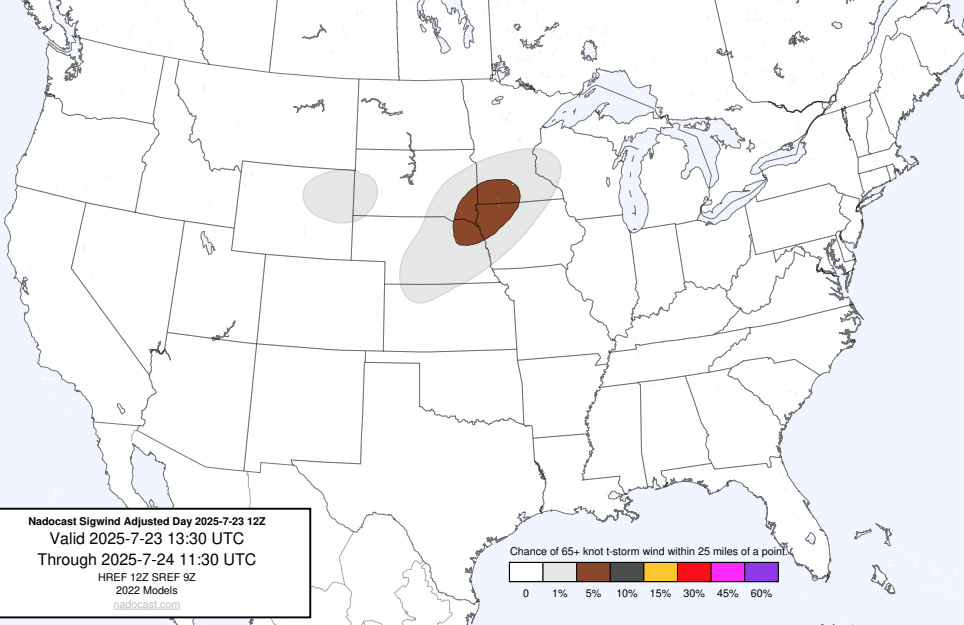 Nadocast Sigwind Adjusted Day 2025-7-23 12Z
Valid 2025-7-23 13:30 UTC
Through 2025-7-24 11:30 UTC
HREF 12Z SREF 9Z
2022 Models
nadocast.com
Chance of 65+ knot t-storm wind within 25 miles of a point.
0 1% 5% 10% 15% 30% 45% 60%